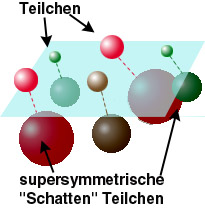 Teilchen
supersymmetrische
"Schatten" Teilchen